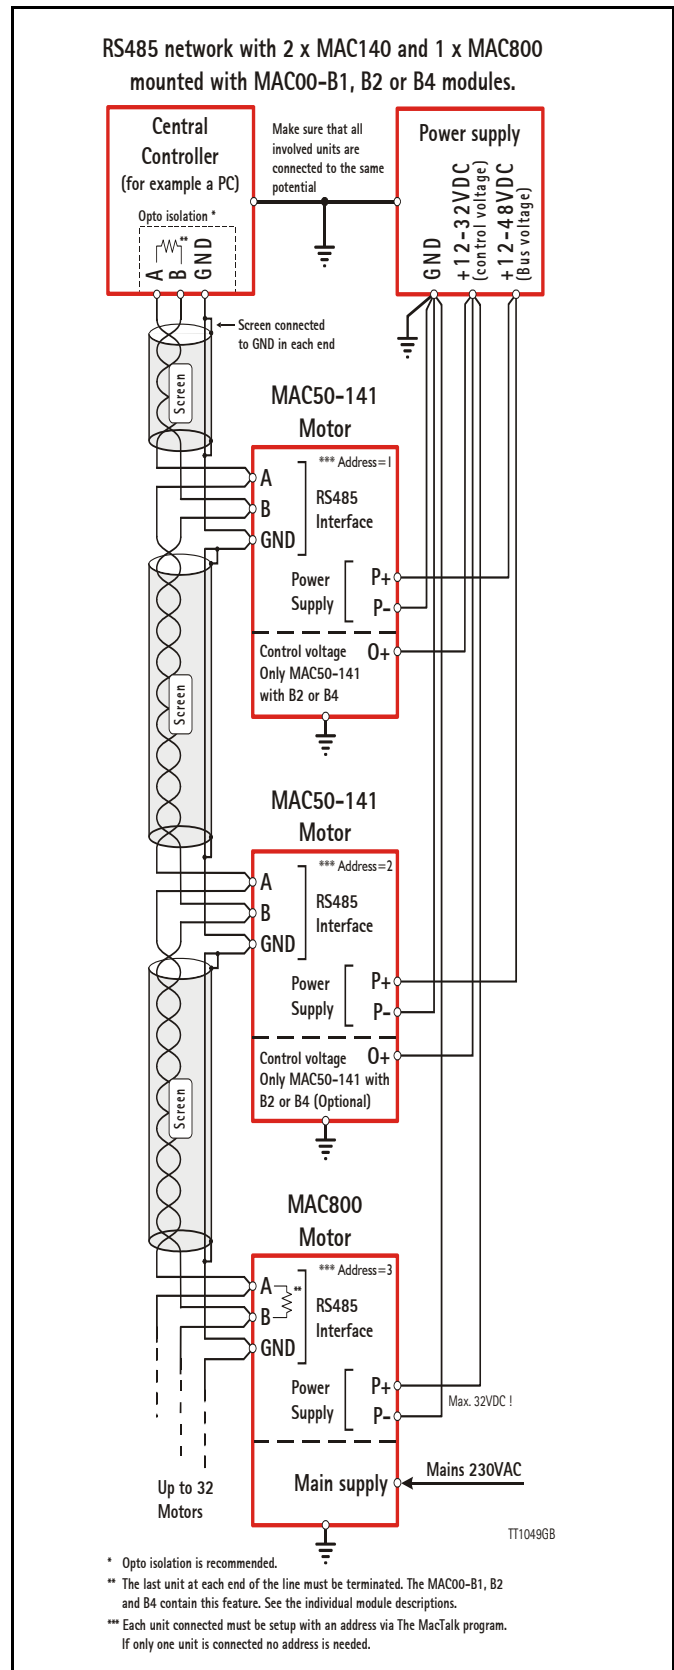 RS485 network with 2 x MAC140 and 1 x MAC800
mounted with MAC00-B1, B2 or B4 modules.
Central
Controller
(for example a PC)
Opto isolation *
**
A
B
GND
Make sure that all
involved units are
connected to the same
potential
Power supply
GND
+12-32VDC
(control voltage)
+12-48VDC
(Bus voltage)
Screen connected
to GND in each end
Screen
MAC50-141
Motor
*** Address=1
A
B
GND
RS485
Interface
Power
Supply
P+
P-
Control voltage
Only MAC50-141
with B2 or B4
O+
Screen
MAC50-141
Motor
*** Address=2
A
B
GND
RS485
Interface
Power
Supply
P+
P-
Control voltage
Only MAC50-141 with
B2 or B4 (Optional)
O+
Screen
MAC800
Motor
*** Address=3
A
**
B
GND
RS485
Interface
Power
Supply
P+
P-
Max. 32VDC !
Main supply
Mains 230VAC
Up to 32
Motors
TT1049GB
* Opto isolation is recommended.
** The last unit at each end of the line must be terminated. The MAC00-B1, B2
and B4 contain this feature. See the individual module descriptions.
*** Each unit connected must be setup with an address via The MacTalk program.
If only one unit is connected no address is needed.